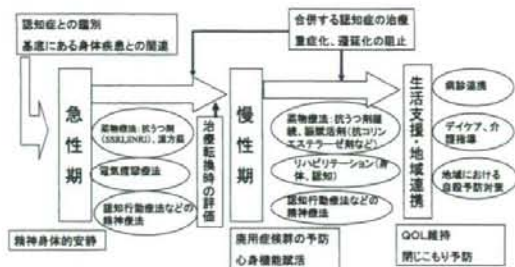 認知症との鑑別
基底にある身体疾患との関連
合併する認知症の治療
重症化、遷延化の阻止
急性期
薬物療法:抗うつ剤
(SSRI,SNRI)、漢方薬
電気痙攣療法
認知行動療法などの
精神療法
精神身体的安静
治療転換時の評価
慢性期
薬物療法:抗うつ剤継
続、脳賦活剤(抗コリン
エステラーゼ剤など)
リハビリテーション(身
体、認知)
認知行動療法などの
精神療法
廃用症候群の予防
心身機能賦活
生活支援・地域連携
病診連携
デイケア、介
護指導
地域における
自殺予防対策
QOL維持
閉じこもり予防